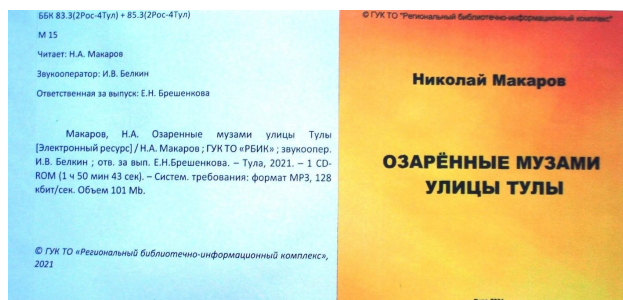 ББК 83.3(2Рос-4Тул) + 85.3(2Рос-4Тул)
М 15
Читает: Н.А. Макаров
Звукооператор: И.В. Белкин
Ответственная за выпуск: Е.Н. Брешенкова
Макаров, Н.А. Озаренные музами улицы Тулы
[Электронный ресурс] / Н.А. Макаров ; ГУК ТО «РБИК» ; звукоопер.
И.В. Белкин ; отв. за вып. Е.Н.Брешенкова. – Тула, 2021. – 1 CD-
ROM (1 ч 50 мин 43 сек). – Систем. требования: формат MP3, 128
кбит/сек. Объем 101 Mb.
© ГУК ТО «Региональный библиотечно-информационный комплекс»,
2021
© ГУК ТО "Региональный библиотечно-информационный комплекс"
Николай Макаров
ОЗАРЁННЫЕ МУЗАМИ
УЛИЦЫ ТУЛЫ